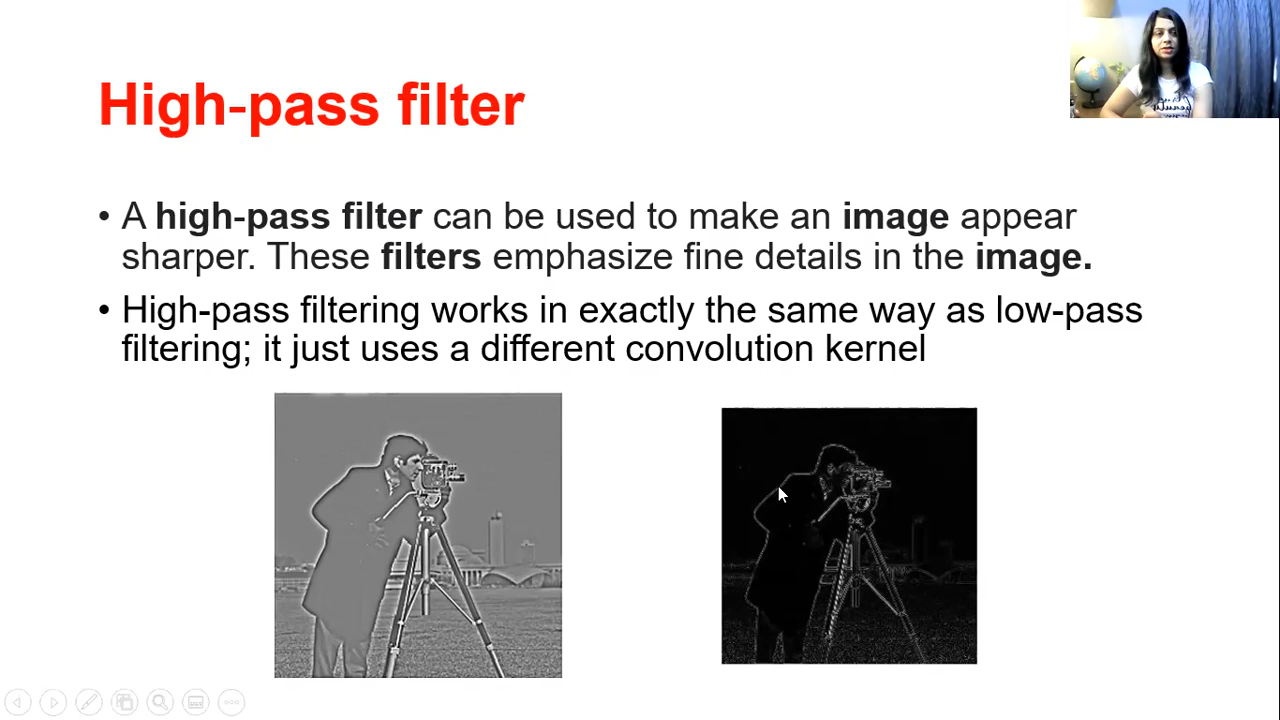 High-pass filter
• A high-pass filter can be used to make an image appear
sharper. These filters emphasize fine details in the image.
• High-pass filtering works in exactly the same way as low-pass
filtering; it just uses a different convolution kernel